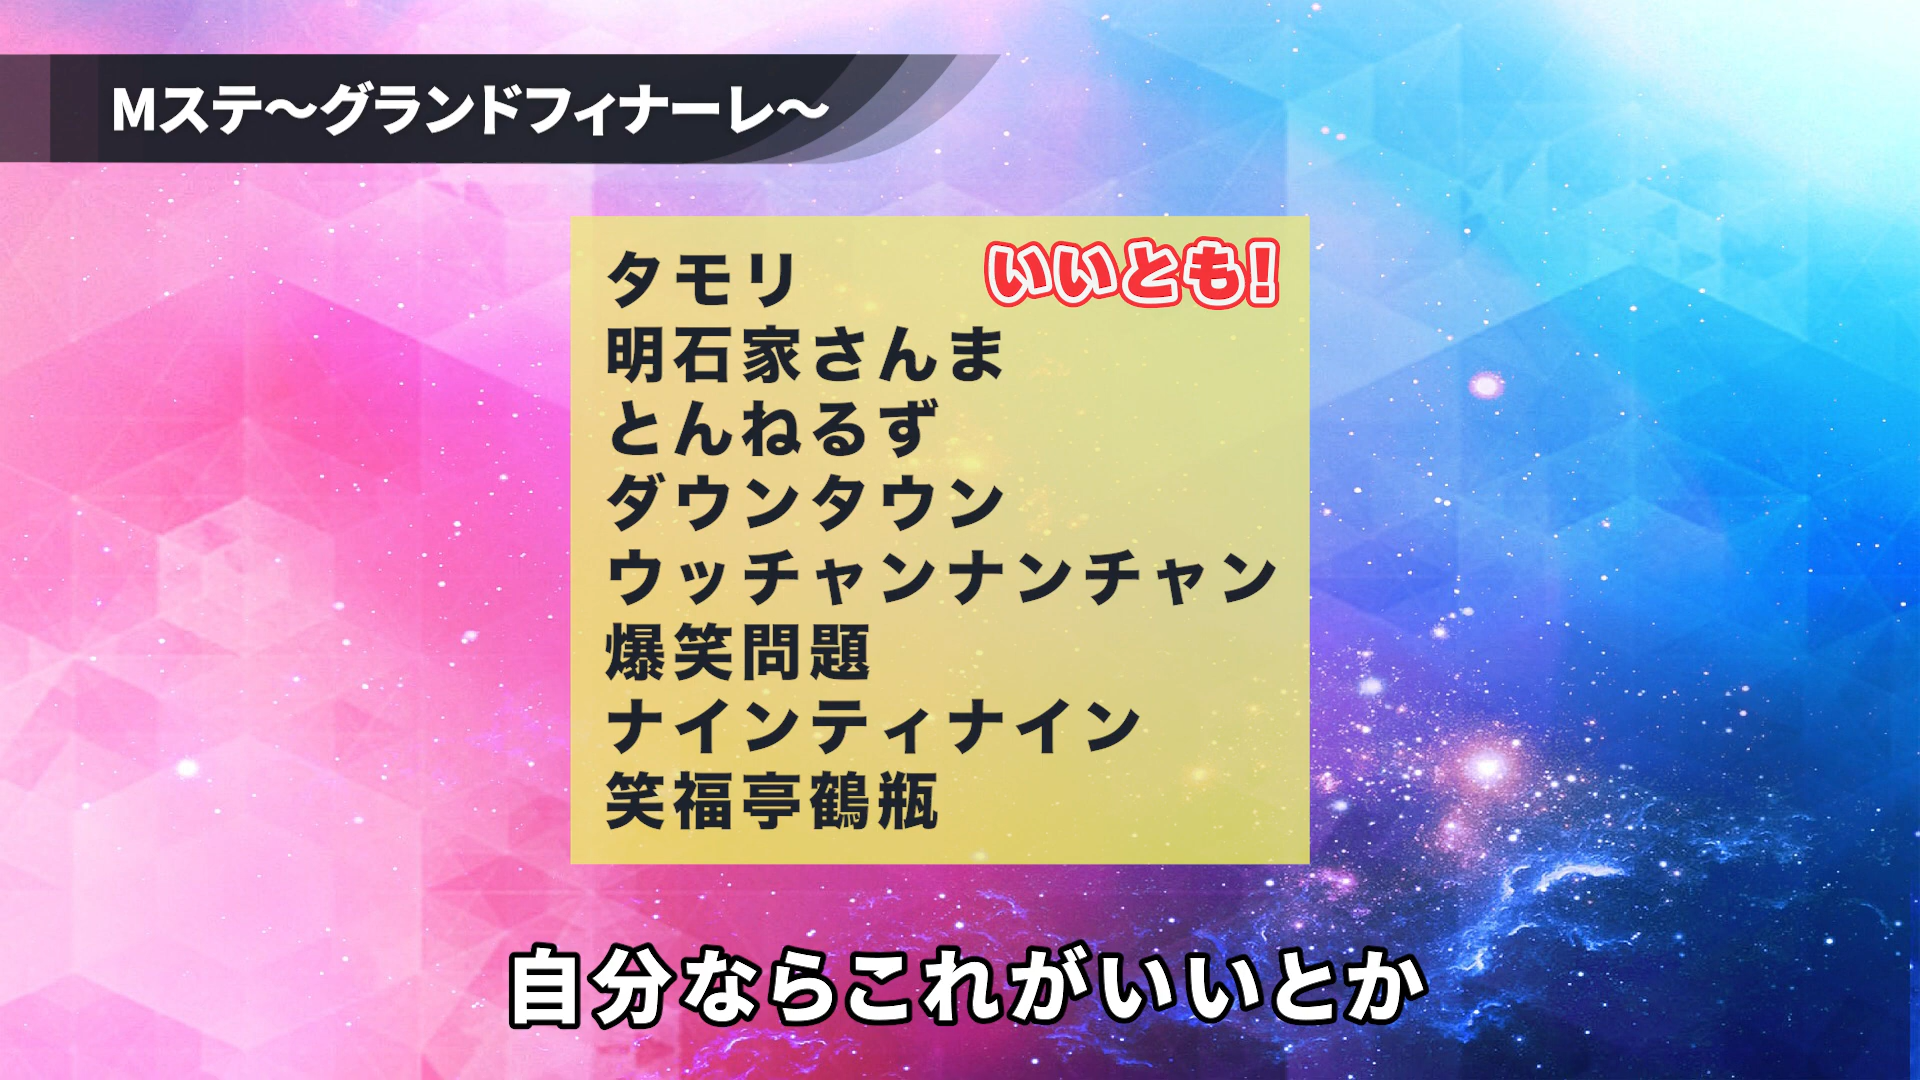 Mステ〜グランドフィナーレ〜
タモリ
いいとも!
明石家さんま
とんねるず
ダウンタウン
ウッチャンナンチャン
爆笑問題
ナインティナイン
笑福亭鶴瓶
自分ならこれがいいとか